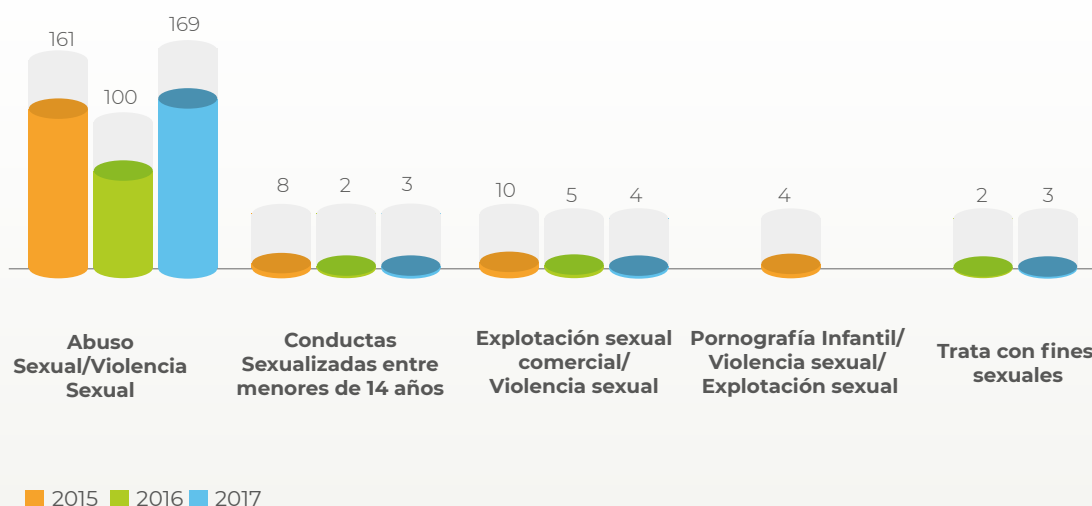 161
100
169
8
2
3
10
5
4
4
2
3
Abuso
Sexual/Violencia
Sexual
Conductas
Sexualizadas entre
menores de 14 años
Explotación sexual
comercial/
Violencia sexual
Pornografía Infantil/
Violencia sexual/
Explotación sexual
Trata con fines
sexuales
2015 2016 2017